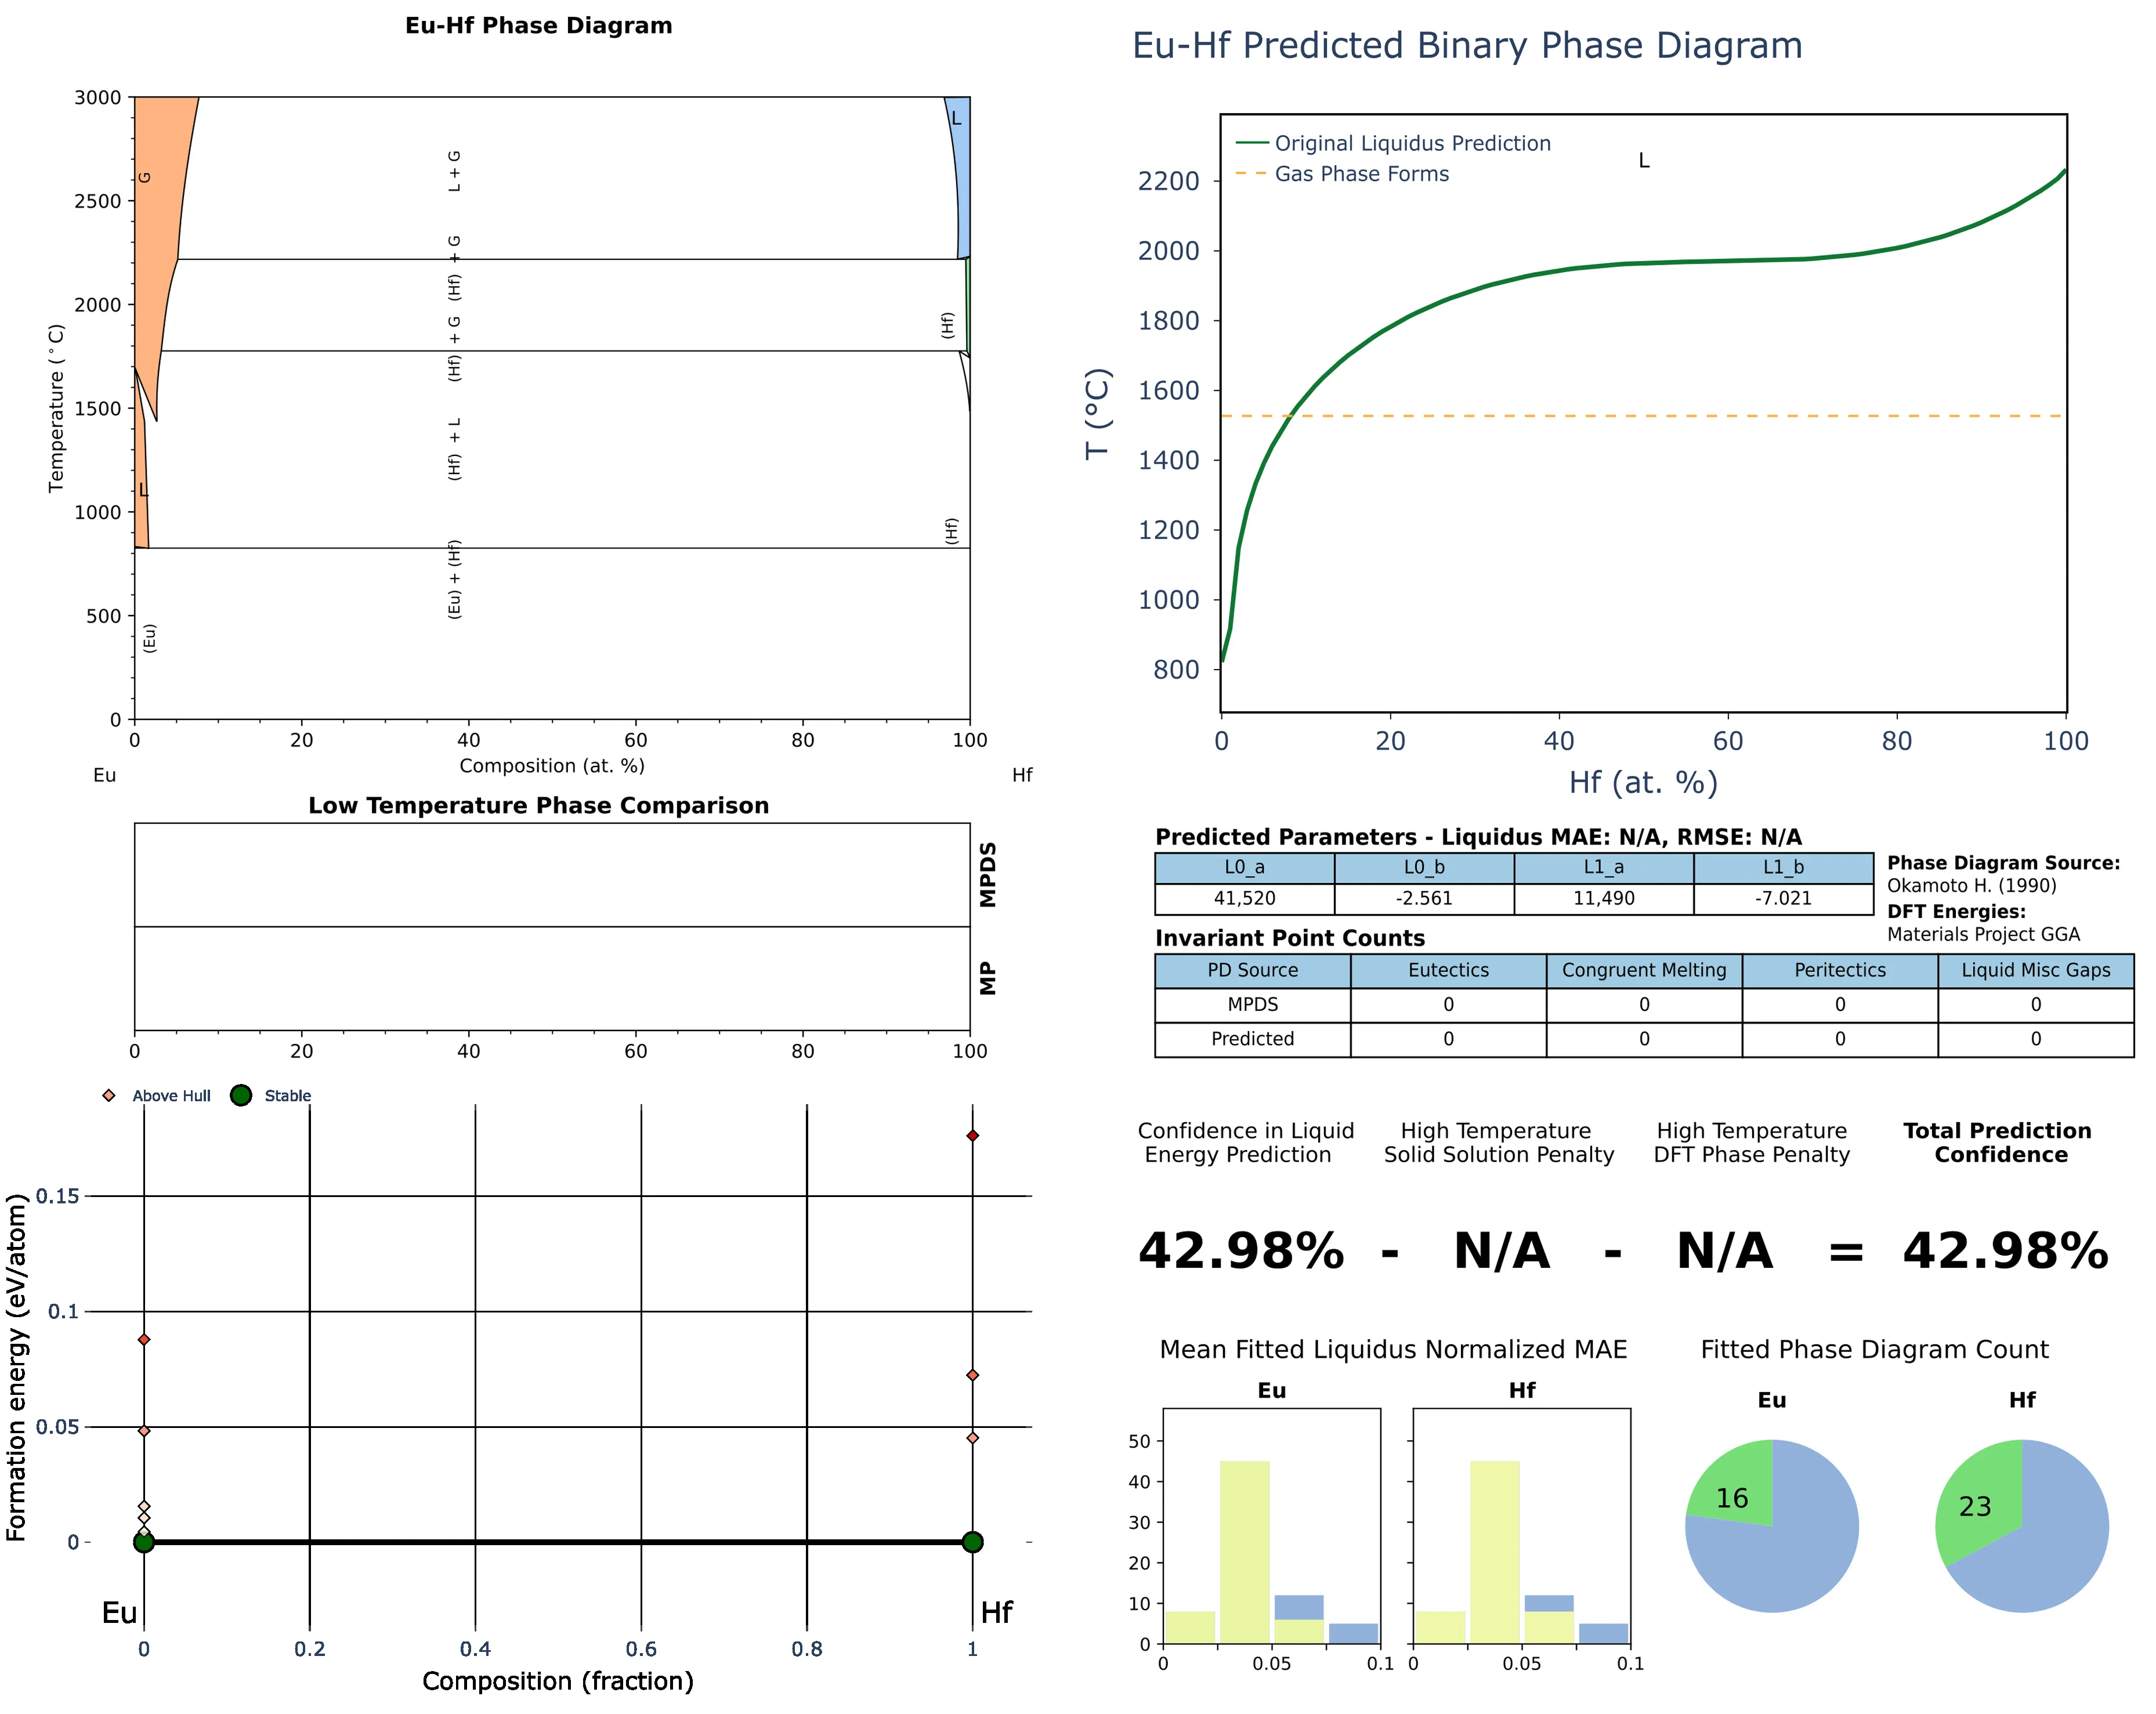 Eu-Hf Phase Diagram
3000
2500
2000
1500
1000
500
0
Temperature (°C)
G
L + G
L
(Hf) + G
(Hf)
(Hf) + G
(Hf) + L
L
(Hf)
(Eu) + (Hf)
(Eu)
0 20 40 60 80 100
Composition (at. %)
Eu Hf
Low Temperature Phase Comparison
MPDS
MP
0 20 40 60 80 100
Above Hull Stable
0.15
0.1
0.05
0
Formation energy (eV/atom)
Eu Hf
0 0.2 0.4 0.6 0.8 1
Composition (fraction)
Eu-Hf Predicted Binary Phase Diagram
Original Liquidus Prediction
Gas Phase Forms
L
2200
2000
1800
1600
1400
1200
1000
800
T (°C)
0 20 40 60 80 100
Hf (at. %)
Predicted Parameters - Liquidus MAE: N/A, RMSE: N/A
L0_a L0_b L1_a L1_b
41,520 -2.561 11,490 -7.021
Phase Diagram Source:
Okamoto H. (1990)
DFT Energies:
Materials Project GGA
Invariant Point Counts
PD Source Eutectics Congruent Melting Peritectics Liquid Misc Gaps
MPDS 0 0 0 0
Predicted 0 0 0 0
Confidence in Liquid
Energy Prediction
High Temperature
Solid Solution Penalty
High Temperature
DFT Phase Penalty
Total Prediction
Confidence
42.98% - N/A - N/A = 42.98%
Mean Fitted Liquidus Normalized MAE
Eu Hf
50
40
30
20
10
0
0 0.05 0.1 0 0.05 0.1
Fitted Phase Diagram Count
Eu Hf
16 23